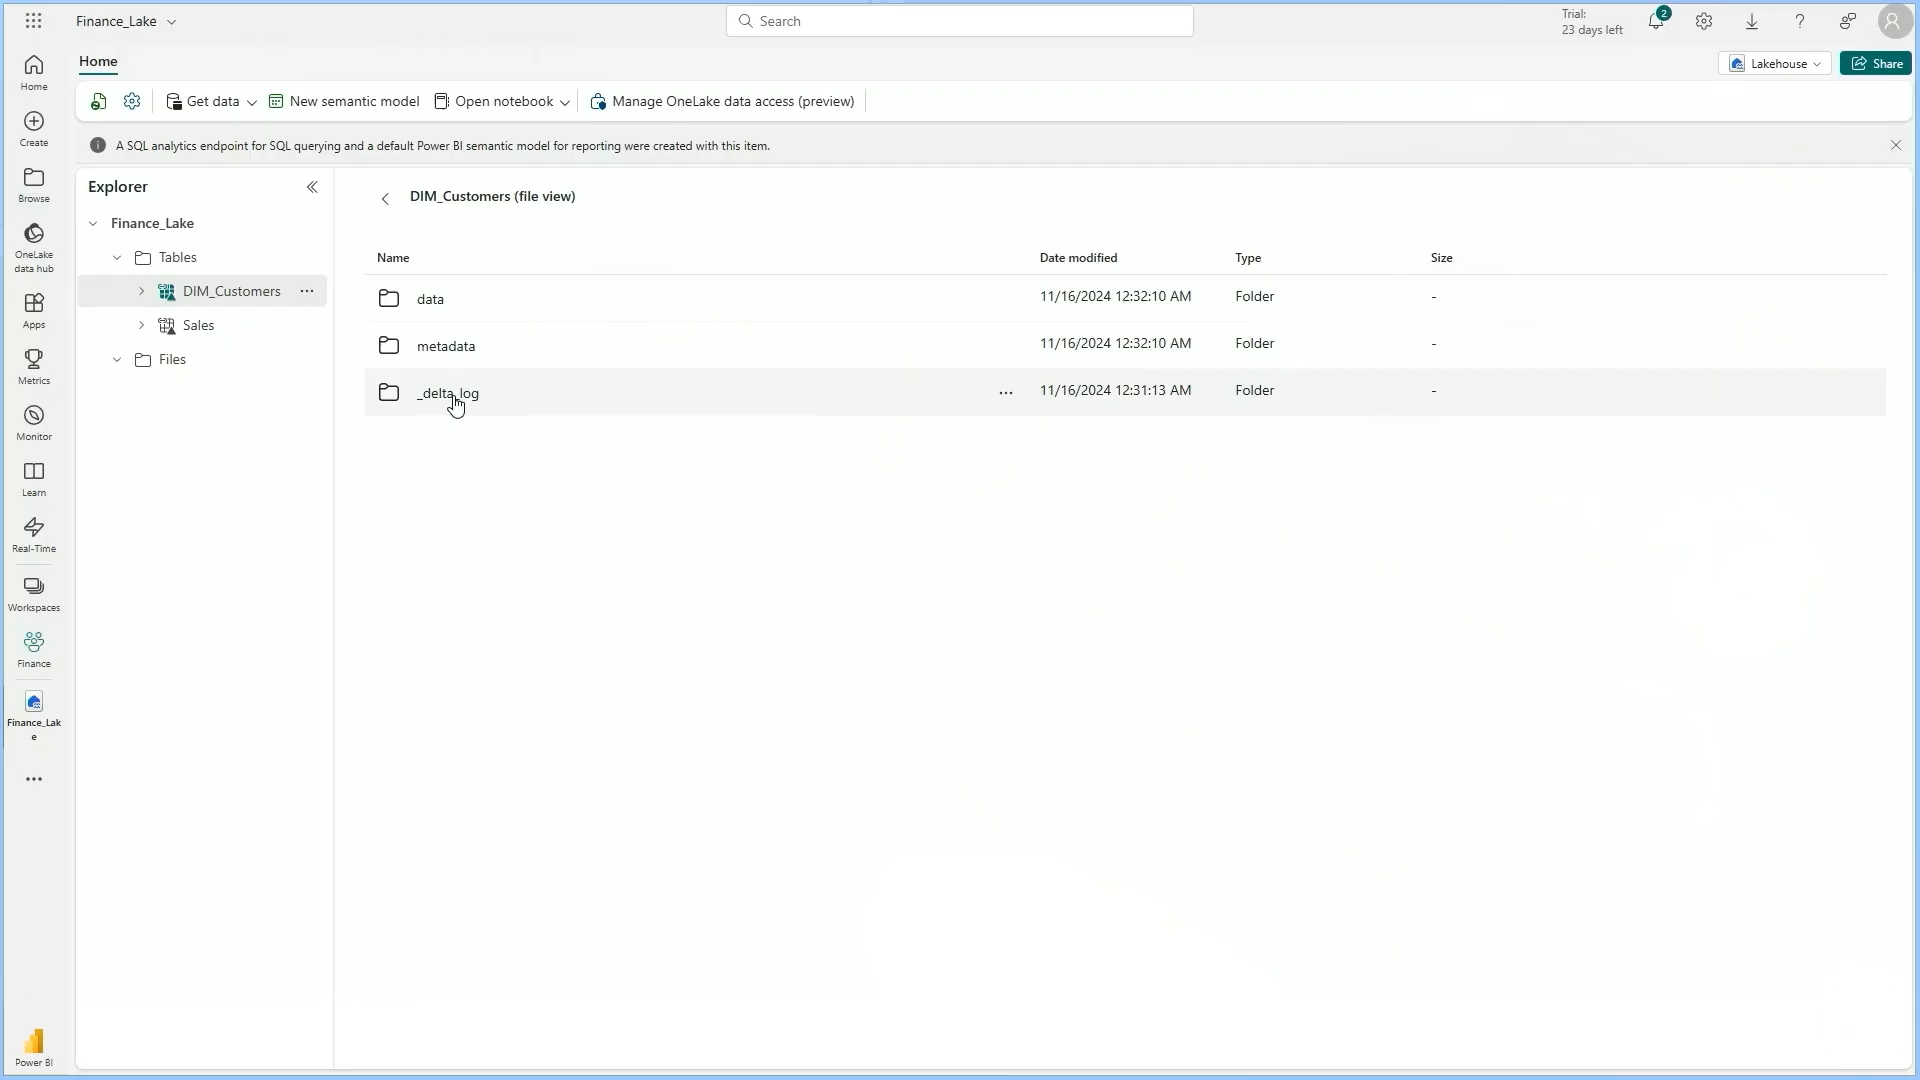 Finance_Lake
Search
Trial:
23 days left
2
?
Home
Lakehouse
Share
Get data
New semantic model
Open notebook
Manage OneLake data access (preview)
A SQL analytics endpoint for SQL querying and a default Power BI semantic model for reporting were created with this item.
Home
Create
Browse
OneLake
data hub
Apps
Metrics
Monitor
Learn
Real-Time
Workspaces
Finance
Finance_Lak
e
Power BI
Explorer
Finance_Lake
Tables
DIM_Customers
Sales
Files
DIM_Customers (file view)
Name Date modified Type Size
data 11/16/2024 12:32:10 AM Folder -
metadata 11/16/2024 12:32:10 AM Folder -
_delta_log 11/16/2024 12:31:13 AM Folder -